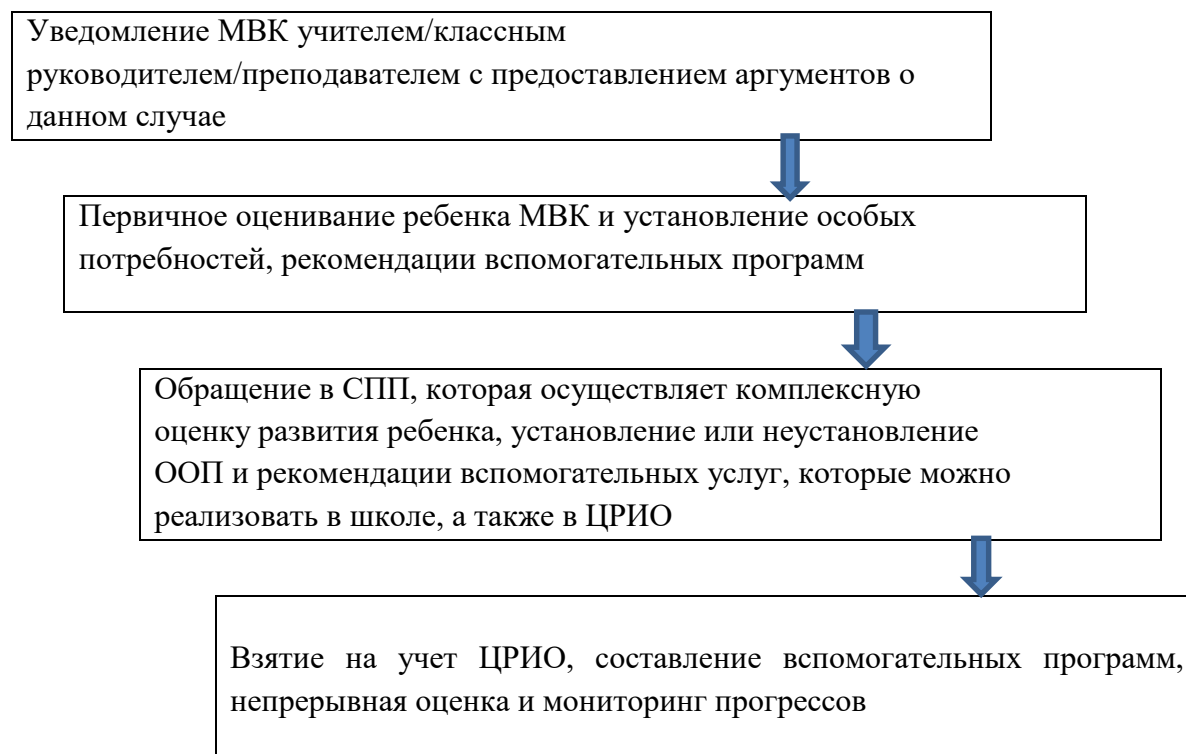 Уведомление МВК учителем/классным
руководителем/преподавателем с предоставлением аргументов о
данном случае
Первичное оценивание ребенка МВК и установление особых
потребностей, рекомендации вспомогательных программ
Обращение в СПП, которая осуществляет комплексную
оценку развития ребенка, установление или неустановление
ООП и рекомендации вспомогательных услуг, которые можно
реализовать в школе, а также в ЦРИО
Взятие на учет ЦРИО, составление вспомогательных программ,
непрерывная оценка и мониторинг прогрессов